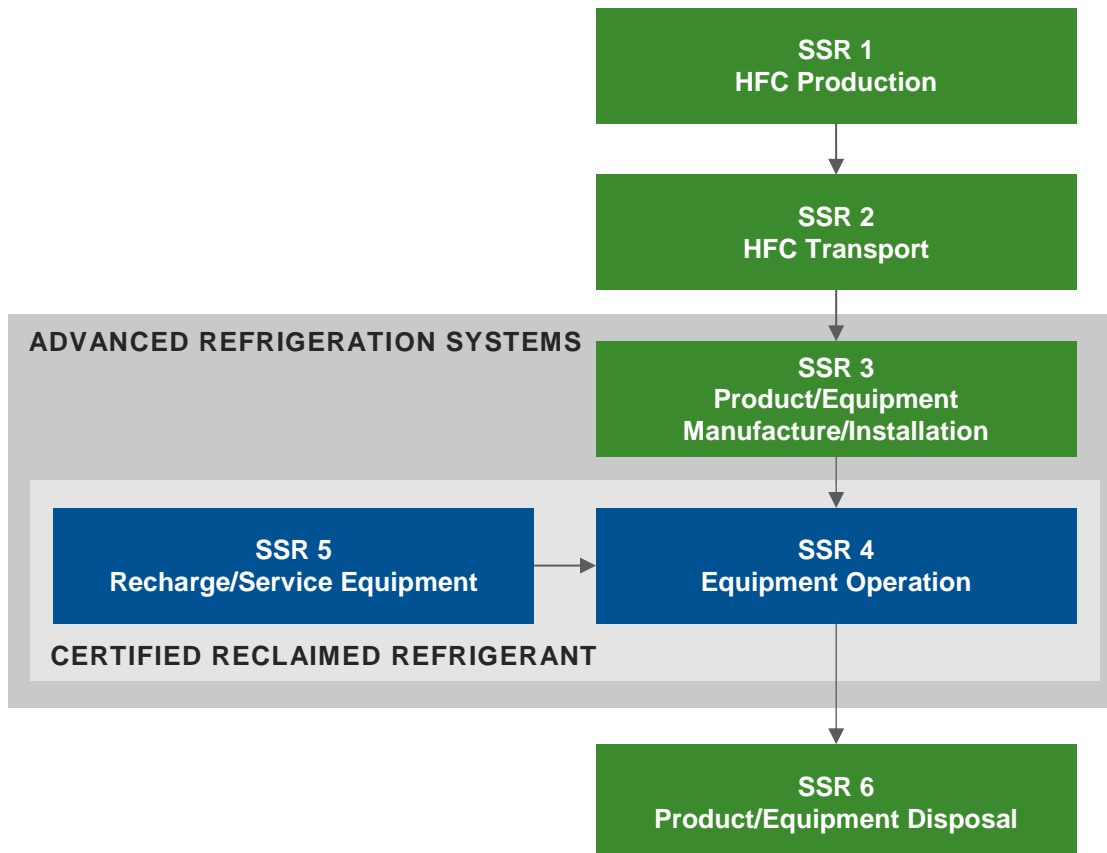 SSR 1
HFC Production
SSR 2
HFC Transport
ADVANCED REFRIGERATION SYSTEMS
SSR 3
Product/Equipment
Manufacture/Installation
SSR 5
Recharge/Service Equipment
SSR 4
Equipment Operation
CERTIFIED RECLAIMED REFRIGERANT
SSR 6
Product/Equipment Disposal